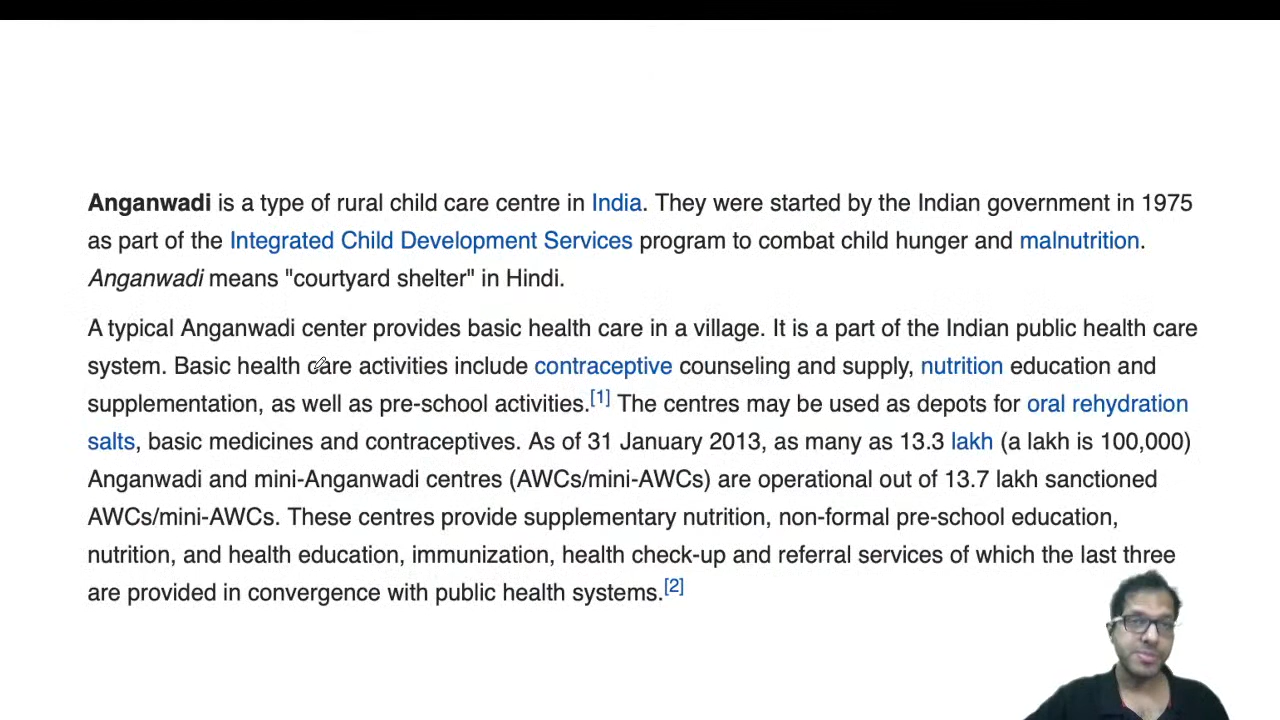 Anganwadi is a type of rural child care centre in India. They were started by the Indian government in 1975
as part of the Integrated Child Development Services program to combat child hunger and malnutrition.
Anganwadi means "courtyard shelter" in Hindi.
A typical Anganwadi center provides basic health care in a village. It is a part of the Indian public health care
system. Basic health care activities include contraceptive counseling and supply, nutrition education and
supplementation, as well as pre-school activities.[1] The centres may be used as depots for oral rehydration
salts, basic medicines and contraceptives. As of 31 January 2013, as many as 13.3 lakh (a lakh is 100,000)
Anganwadi and mini-Anganwadi centres (AWCs/mini-AWCs) are operational out of 13.7 lakh sanctioned
AWCs/mini-AWCs. These centres provide supplementary nutrition, non-formal pre-school education,
nutrition, and health education, immunization, health check-up and referral services of which the last three
are provided in convergence with public health systems.[2]